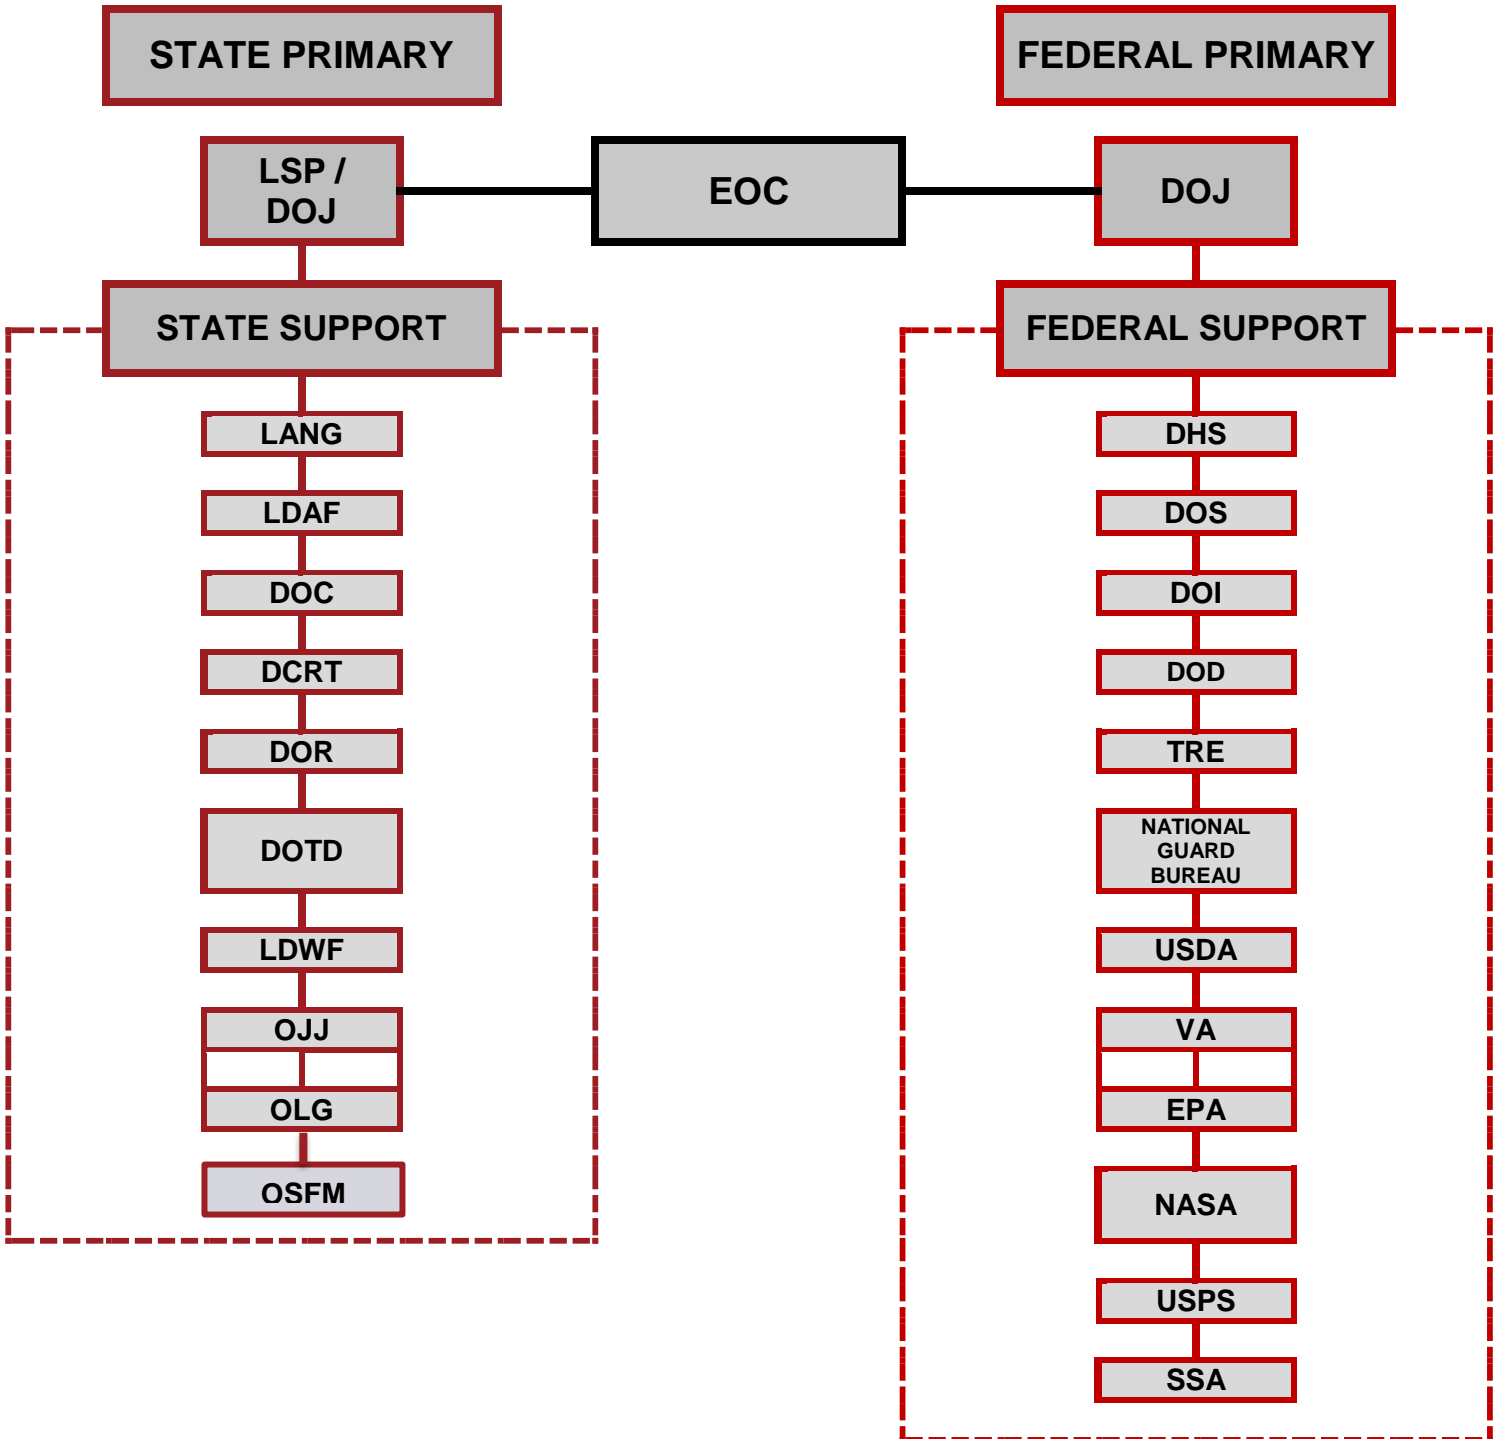 STATE PRIMARY
FEDERAL PRIMARY
LSP /
DOJ
EOC
DOJ
STATE SUPPORT
FEDERAL SUPPORT
LANG
LDAF
DOC
DCRT
DOR
DOTD
LDWF
OJJ
OLG
OSFM
DHS
DOS
DOI
DOD
TRE
NATIONAL
GUARD
BUREAU
USDA
VA
EPA
NASA
USPS
SSA